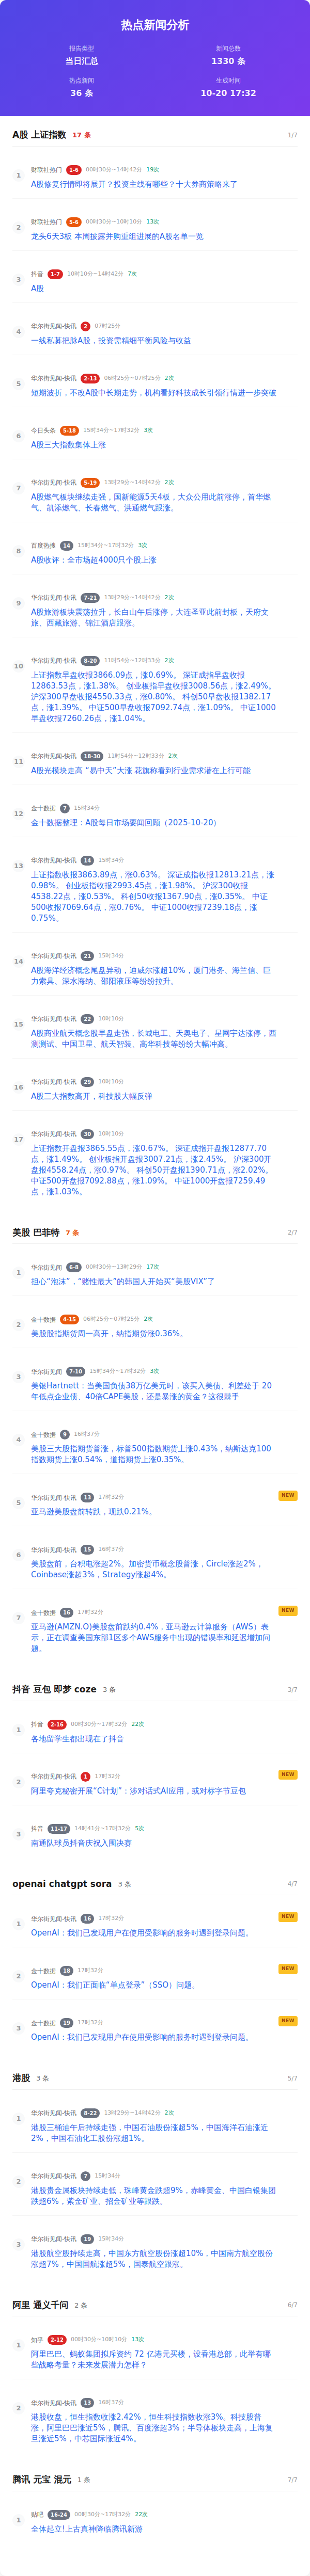 热点新闻分析
报告类型
当日汇总
新闻总数
1330 条
热点新闻
36 条
生成时间
10-20 17:32
A股 上证指数 17 条 1/7
1
财联社热门 1-6 00时30分~14时42分 19次
A股修复行情即将展开？投资主线有哪些？十大券商策略来了
2
财联社热门 5-6 00时30分~10时10分 13次
龙头6天3板 本周披露并购重组进展的A股名单一览
3
抖音 1-7 10时10分~14时42分 7次
A股
4
华尔街见闻-快讯 2 07时25分
一线私募把脉A股，投资需精细平衡风险与收益
5
华尔街见闻-快讯 2-13 06时25分~07时25分 2次
短期波折，不改A股中长期走势，机构看好科技成长引领行情进一步突破
6
今日头条 5-18 15时34分~17时32分 3次
A股三大指数集体上涨
7
华尔街见闻-快讯 5-19 13时29分~14时42分 2次
A股燃气板块继续走强，国新能源5天4板，大众公用此前涨停，首华燃
气、凯添燃气、长春燃气、洪通燃气跟涨。
8
百度热搜 14 15时34分~17时32分 3次
A股收评：全市场超4000只个股上涨
9
华尔街见闻-快讯 7-21 13时29分~14时42分 2次
A股旅游板块震荡拉升，长白山午后涨停，大连圣亚此前封板，天府文
旅、西藏旅游、锦江酒店跟涨。
10
华尔街见闻-快讯 8-20 11时54分~12时33分 2次
上证指数早盘收报3866.09点，涨0.69%。 深证成指早盘收报
12863.53点，涨1.38%。 创业板指早盘收报3008.56点，涨2.49%。
沪深300早盘收报4550.33点，涨0.80%。 科创50早盘收报1382.17
点，涨1.39%。 中证500早盘收报7092.74点，涨1.09%。 中证1000
早盘收报7260.26点，涨1.04%。
11
华尔街见闻-快讯 18-30 11时54分~12时33分 2次
A股光模块走高 “易中天”大涨 花旗称看到行业需求潜在上行可能
12
金十数据 7 15时34分
金十数据整理：A股每日市场要闻回顾（2025-10-20）
13
华尔街见闻-快讯 14 15时34分
上证指数收报3863.89点，涨0.63%。 深证成指收报12813.21点，涨
0.98%。 创业板指收报2993.45点，涨1.98%。 沪深300收报
4538.22点，涨0.53%。 科创50收报1367.90点，涨0.35%。 中证
500收报7069.64点，涨0.76%。 中证1000收报7239.18点，涨
0.75%。
14
华尔街见闻-快讯 21 15时34分
A股海洋经济概念尾盘异动，迪威尔涨超10%，厦门港务、海兰信、巨
力索具、深水海纳、邵阳液压等纷纷拉升。
15
华尔街见闻-快讯 22 10时10分
A股商业航天概念股早盘走强，长城电工、天奥电子、星网宇达涨停，西
测测试、中国卫星、航天智装、高华科技等纷纷大幅冲高。
16
华尔街见闻-快讯 29 10时10分
A股三大指数高开，科技股大幅反弹
17
华尔街见闻-快讯 30 10时10分
上证指数开盘报3865.55点，涨0.67%。 深证成指开盘报12877.70
点，涨1.49%。 创业板指开盘报3007.21点，涨2.45%。 沪深300开
盘报4558.24点，涨0.97%。 科创50开盘报1390.71点，涨2.02%。
中证500开盘报7092.88点，涨1.09%。 中证1000开盘报7259.49
点，涨1.03%。
美股 巴菲特 7 条 2/7
1
华尔街见闻 6-8 00时30分~13时29分 17次
担心“泡沫”，“赌性最大”的韩国人开始买“美股VIX”了
2
金十数据 4-15 06时25分~07时25分 2次
美股股指期货周一高开，纳指期货涨0.36%。
3
华尔街见闻 7-10 15时34分~17时32分 3次
美银Hartnett：当美国负债38万亿美元时，该买入美债、利差处于 20
年低点企业债、40倍CAPE美股，还是暴涨的黄金？这很棘手
4
金十数据 9 16时37分
美股三大股指期货普涨，标普500指数期货上涨0.43%，纳斯达克100
指数期货上涨0.54%，道指期货上涨0.35%。
5
华尔街见闻-快讯 13 17时32分 NEW
亚马逊美股盘前转跌，现跌0.21%。
6
华尔街见闻-快讯 15 16时37分
美股盘前，台积电涨超2%。加密货币概念股普涨，Circle涨超2%，
Coinbase涨超3%，Strategy涨超4%。
7
金十数据 16 17时32分 NEW
亚马逊(AMZN.O)美股盘前跌约0.4%，亚马逊云计算服务（AWS）表
示，正在调查美国东部1区多个AWS服务中出现的错误率和延迟增加问
题。
抖音 豆包 即梦 coze 3 条 3/7
1
抖音 2-16 00时30分~17时32分 22次
各地留学生都出现在了抖音
2
华尔街见闻-快讯 1 17时32分 NEW
阿里夸克秘密开展“C计划”：涉对话式AI应用，或对标字节豆包
3
抖音 11-17 14时41分~17时32分 5次
南通队球员抖音庆祝入围决赛
openai chatgpt sora 3 条 4/7
1
华尔街见闻-快讯 16 17时32分 NEW
OpenAI：我们已发现用户在使用受影响的服务时遇到登录问题。
2
金十数据 18 17时32分 NEW
OpenAI：我们正面临“单点登录”（SSO）问题。
3
金十数据 19 17时32分 NEW
OpenAI：我们已发现用户在使用受影响的服务时遇到登录问题。
港股 3 条 5/7
1
华尔街见闻-快讯 8-22 13时29分~14时42分 2次
港股三桶油午后持续走强，中国石油股份涨超5%，中国海洋石油涨近
2%，中国石油化工股份涨超1%。
2
华尔街见闻-快讯 7 15时34分
港股贵金属板块持续走低，珠峰黄金跌超9%，赤峰黄金、中国白银集团
跌超6%，紫金矿业、招金矿业等跟跌。
3
华尔街见闻-快讯 19 15时34分
港股航空股持续走高，中国东方航空股份涨超10%，中国南方航空股份
涨超7%，中国国航涨超5%，国泰航空跟涨。
阿里 通义千问 2 条 6/7
1
知乎 2-12 00时30分~10时10分 13次
阿里巴巴、蚂蚁集团拟斥资约 72 亿港元买楼，设香港总部，此举有哪
些战略考量？未来发展潜力怎样？
2
华尔街见闻-快讯 13 16时37分
港股收盘，恒生指数收涨2.42%，恒生科技指数收涨3%。科技股普
涨，阿里巴巴涨近5%，腾讯、百度涨超3%；半导体板块走高，上海复
旦涨近5%，中芯国际涨近4%。
腾讯 元宝 混元 1 条 7/7
1
贴吧 16-24 00时30分~17时32分 22次
全体起立!上古真神降临腾讯新游